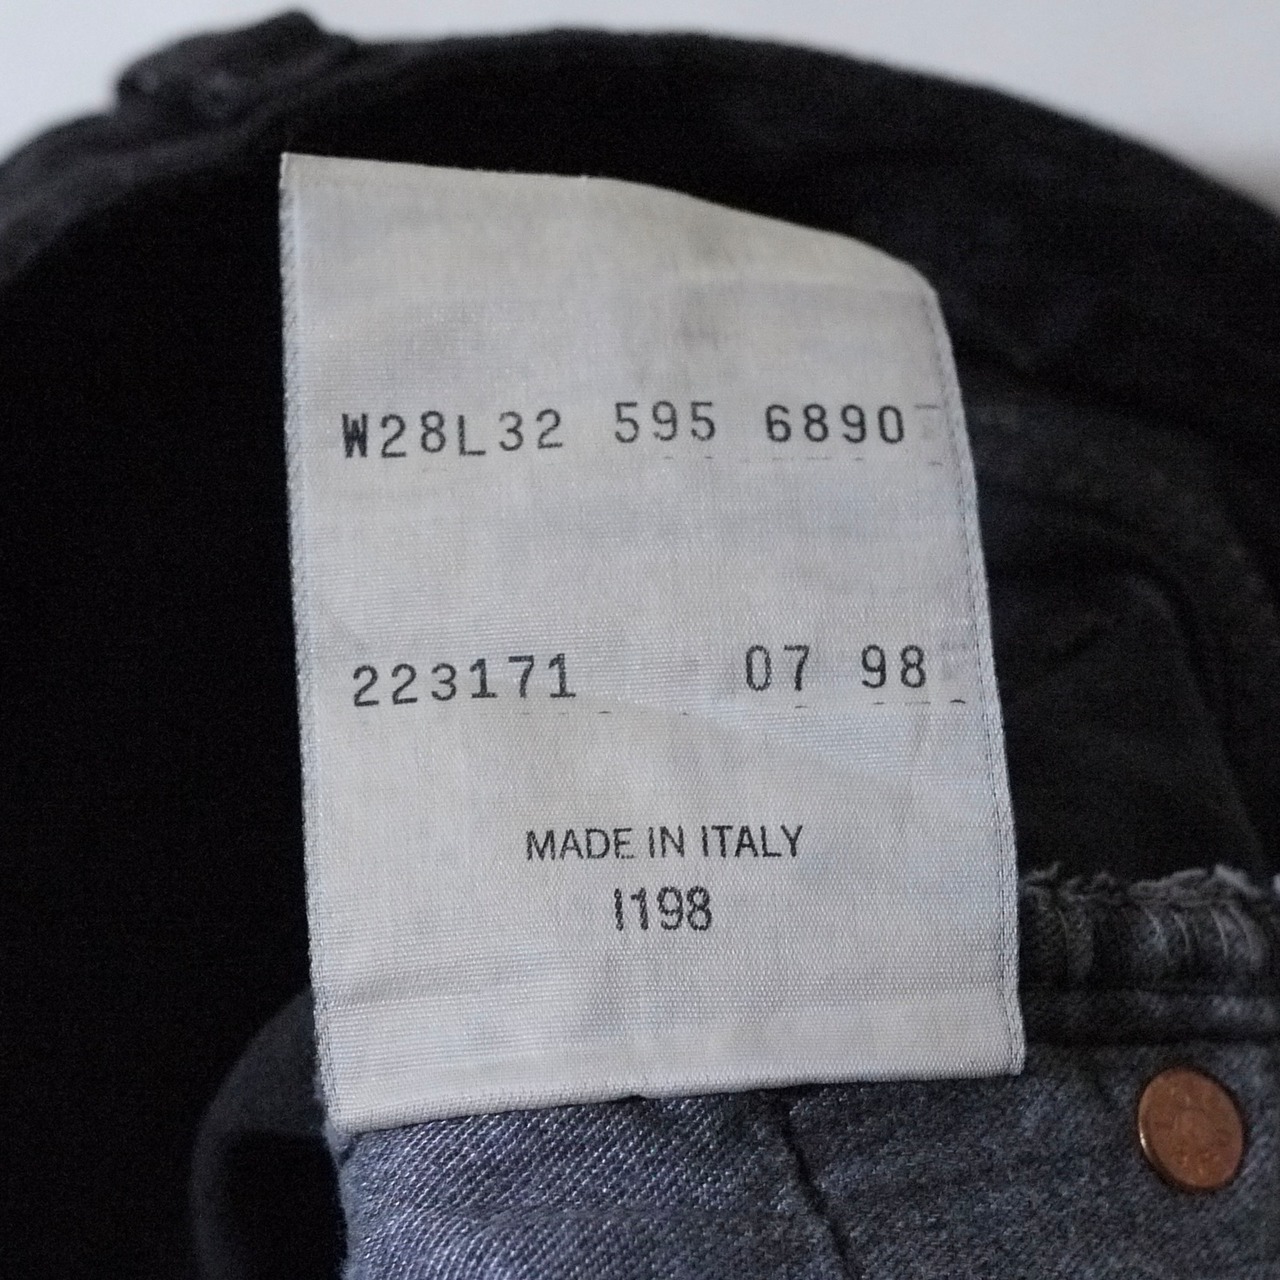 W28L32 595 6890
223171 07 98
MADE IN ITALY
I198